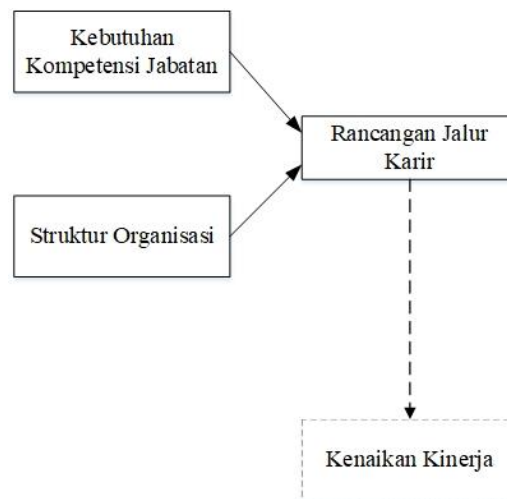 Kebutuhan
Kompetensi Jabatan
Rancangan Jalur
Karir
Struktur Organisasi
Kenaikan Kinerja